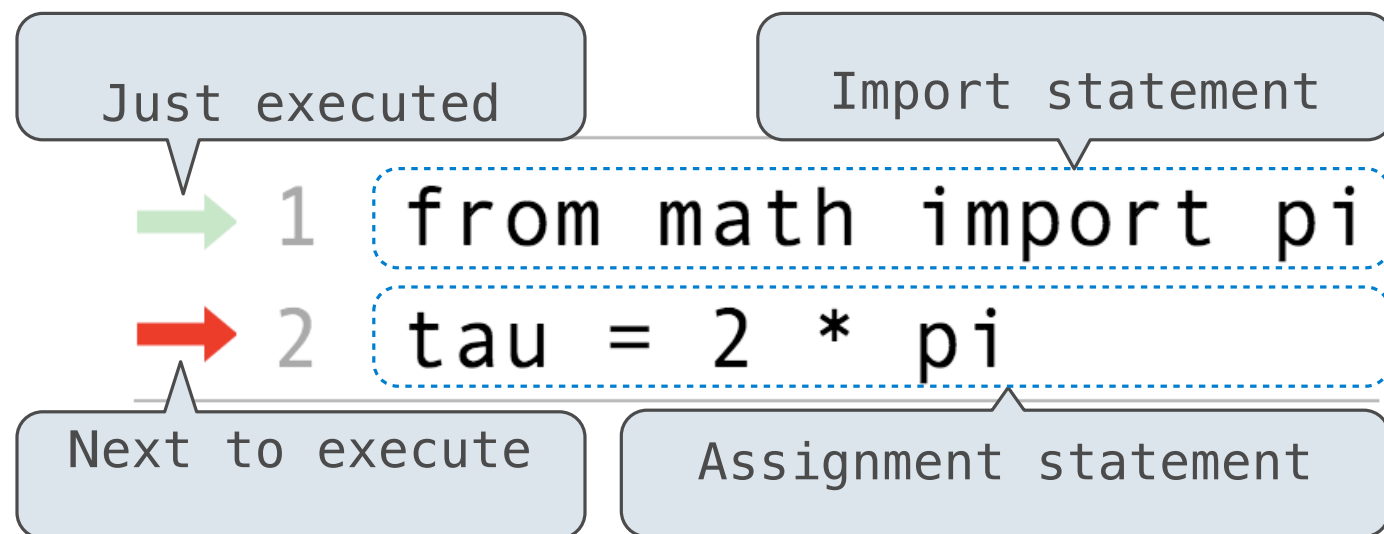 Just executed
Import statement
1 from math import pi
2 tau = 2 * pi
Next to execute
Assignment statement